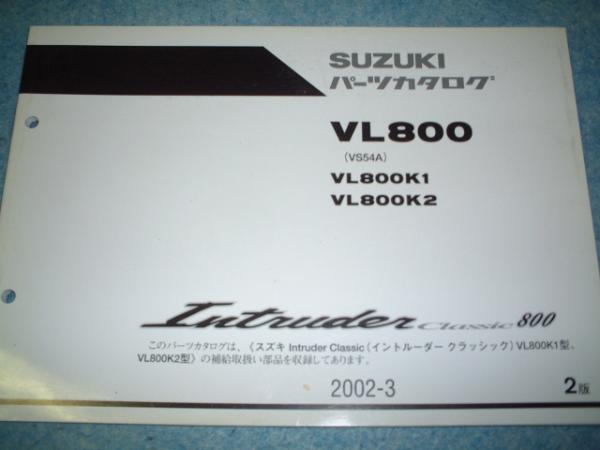 SUZUKI
パーツカタログ
VL800
(VS54A)
VL800K1
VL800K2
Intruder Classic 800
このパーツカタログは、《スズキ Intruder Classic(イントルーダー クラッシック)VL800K1型、
VL800K2型》の補給取扱い部品を収録してあります。
2002-3
2版